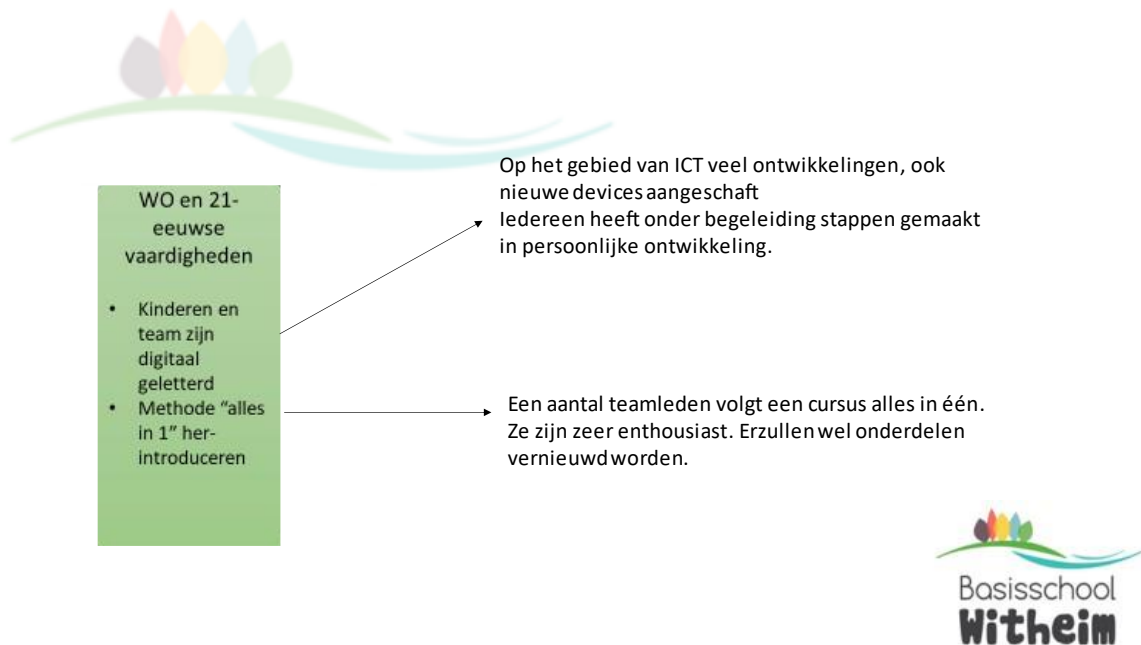 WO en 21-
eeuwse
vaardigheden
• Kinderen en
team zijn
digitaal
geletterd
• Methode “alles
in 1” her-
introduceren
Op het gebied van ICT veel ontwikkelingen, ook
nieuwe devices aangeschaft
Iedereen heeft onder begeleiding stappen gemaakt
in persoonlijke ontwikkeling.
Een aantal teamleden volgt een cursus alles in één.
Ze zijn zeer enthousiast. Er zullen wel onderdelen
vernieuwd worden.
Basisschool
Witheim